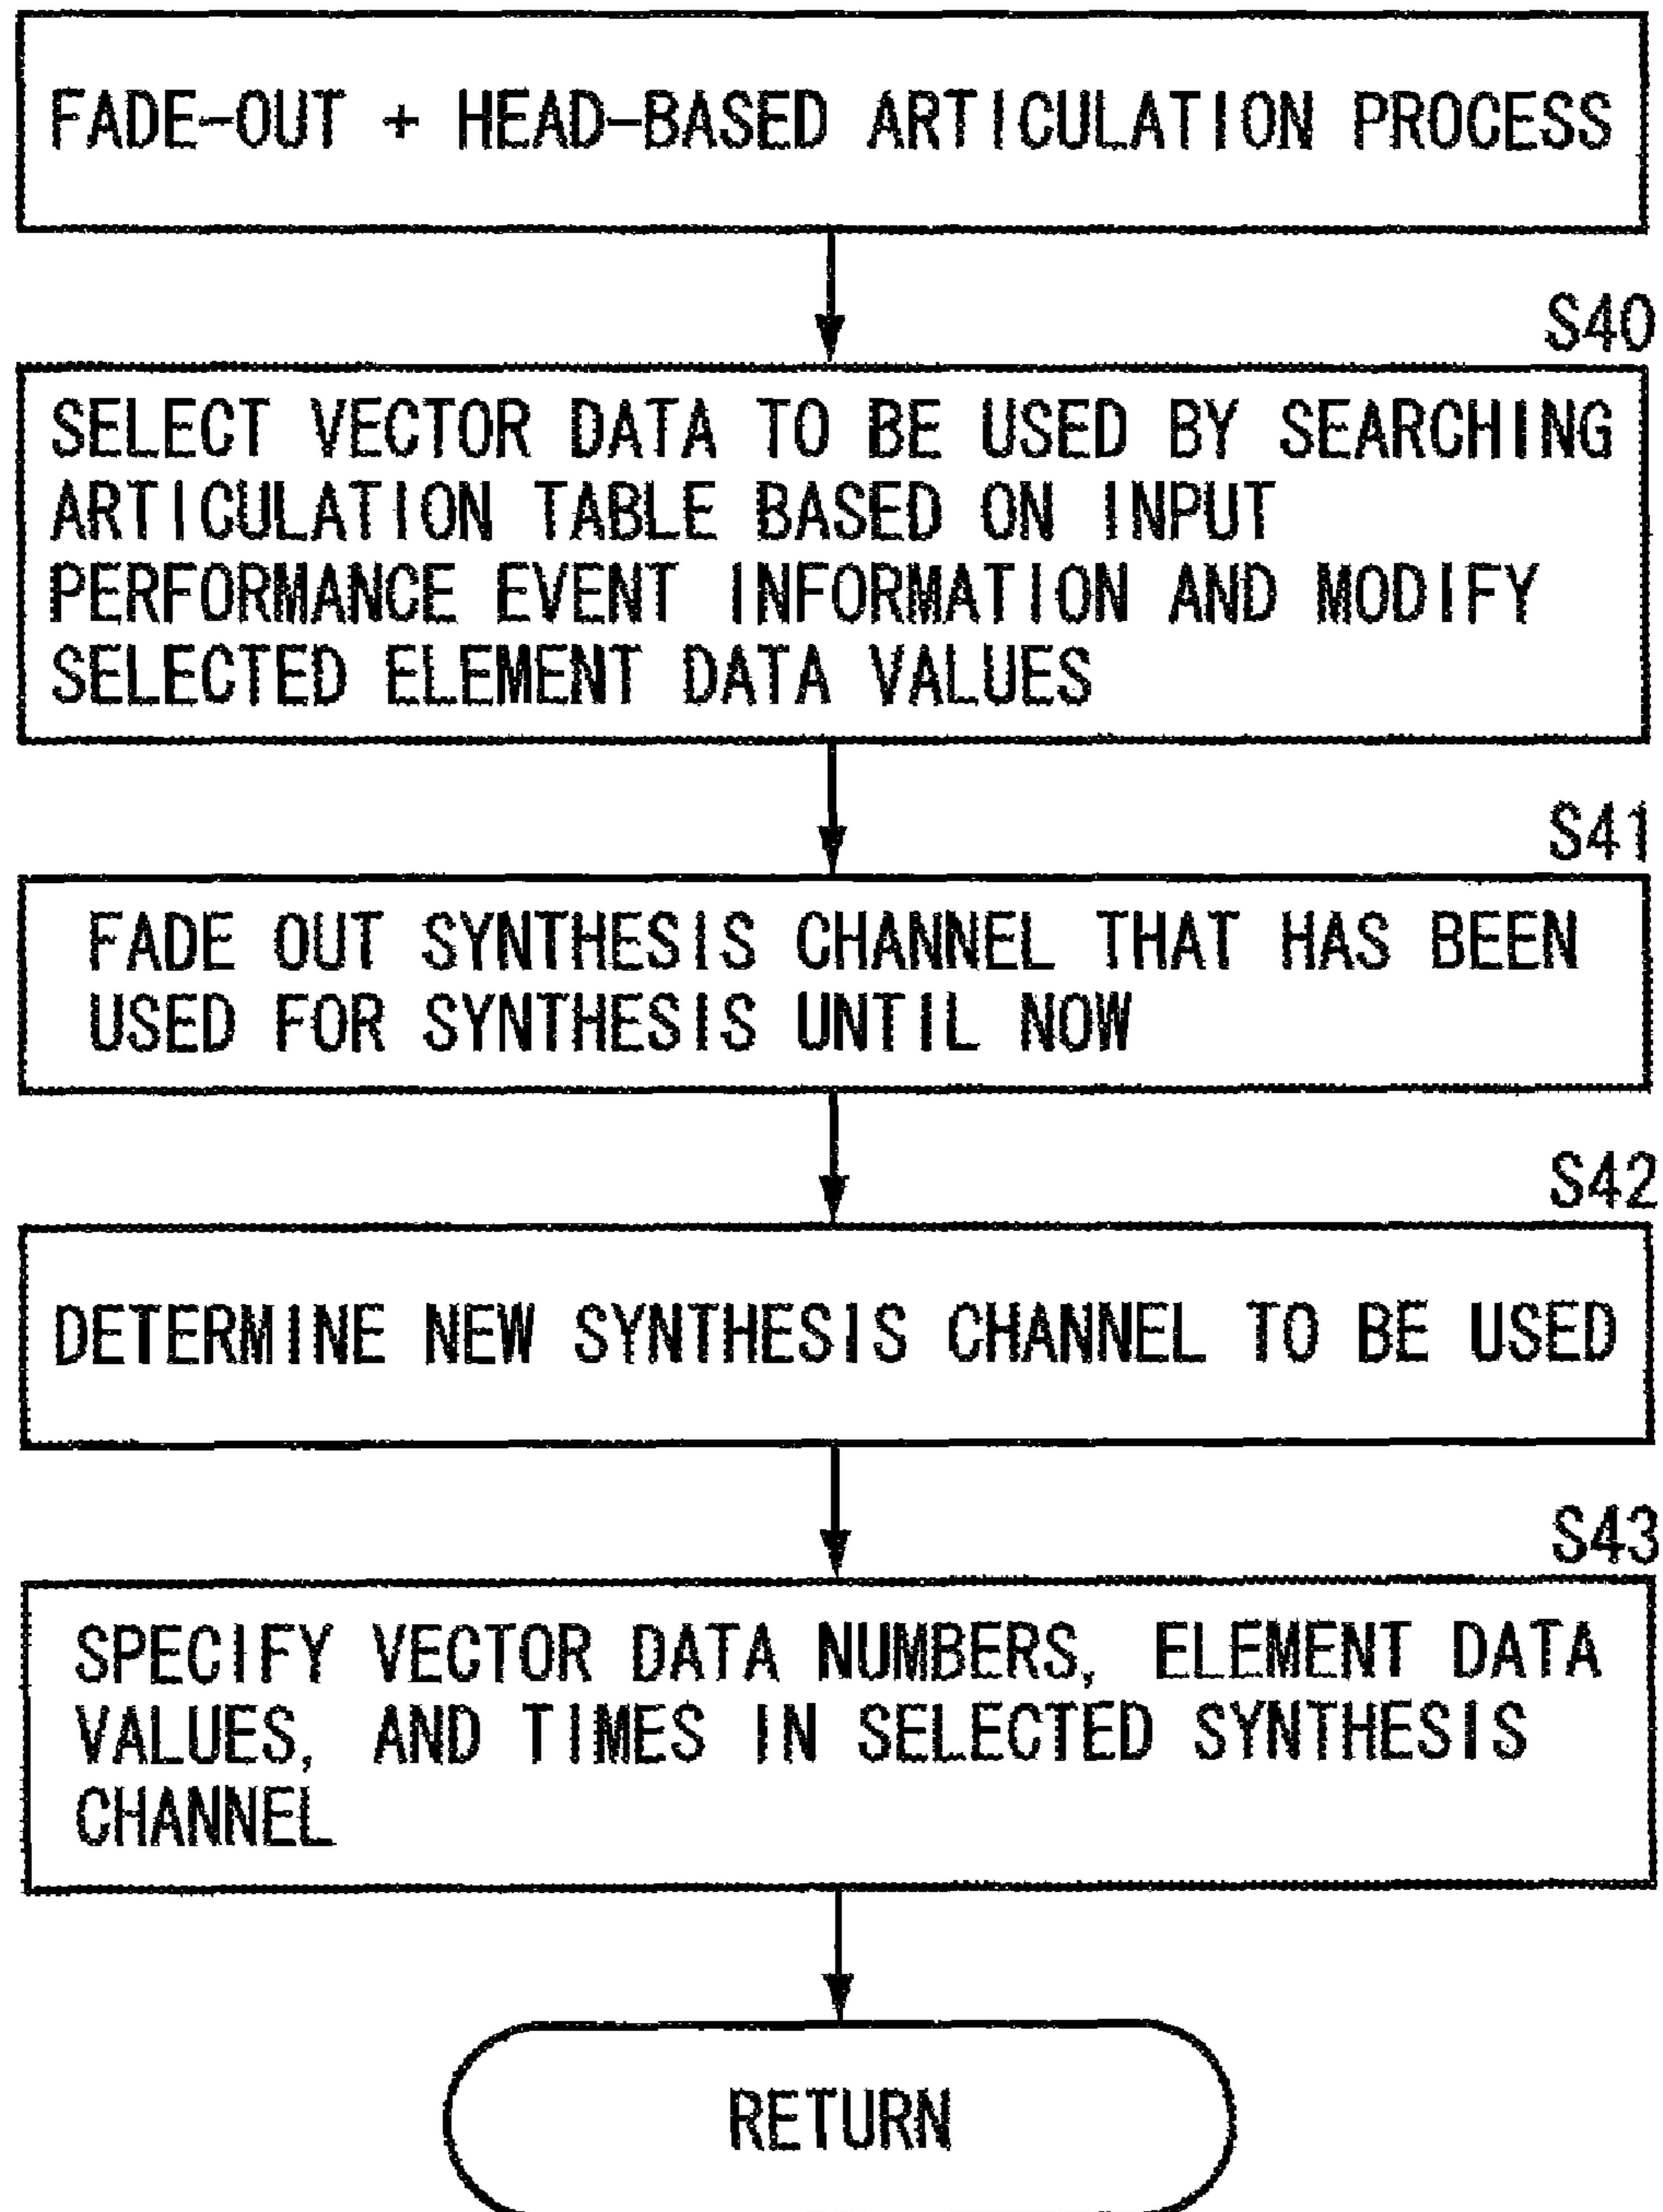 FADE-OUT + HEAD-BASED ARTICULATION PROCESS
S40
SELECT VECTOR DATA TO BE USED BY SEARCHING
ARTICULATION TABLE BASED ON INPUT
PERFORMANCE EVENT INFORMATION AND MODIFY
SELECTED ELEMENT DATA VALUES
S41
FADE OUT SYNTHESIS CHANNEL THAT HAS BEEN
USED FOR SYNTHESIS UNTIL NOW
S42
DETERMINE NEW SYNTHESIS CHANNEL TO BE USED
S43
SPECIFY VECTOR DATA NUMBERS, ELEMENT DATA
VALUES, AND TIMES IN SELECTED SYNTHESIS
CHANNEL
RETURN